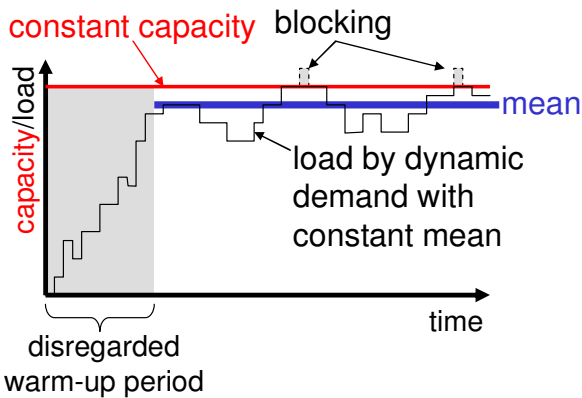 constant capacity
blocking
capacity/load
mean
load by dynamic
demand with
constant mean
time
disregarded
warm-up period